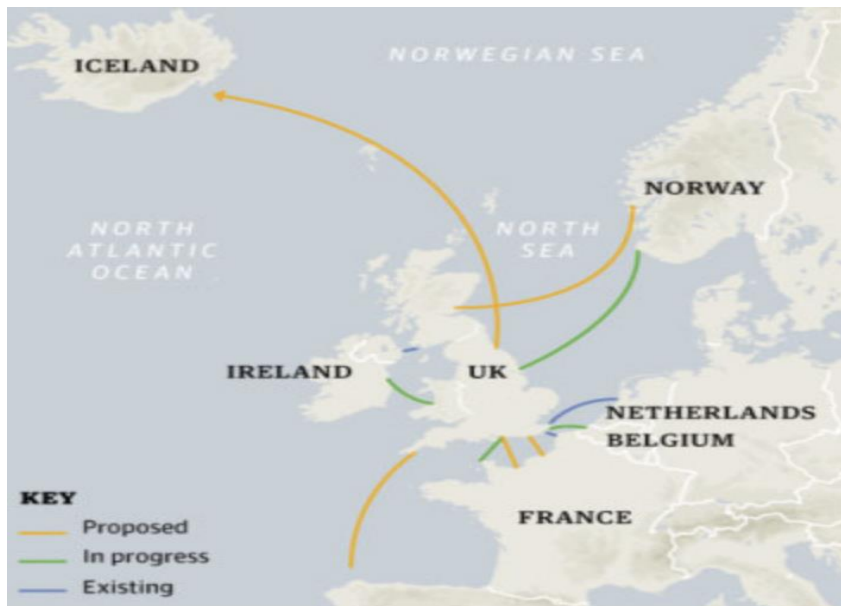 ICELAND
NORWEGIAN SEA
NORWAY
NORTH
ATLANTIC
OCEAN
NORTH
SEA
IRELAND
UK
NETHERLANDS
BELGIUM
FRANCE
KEY
Proposed
In progress
Existing